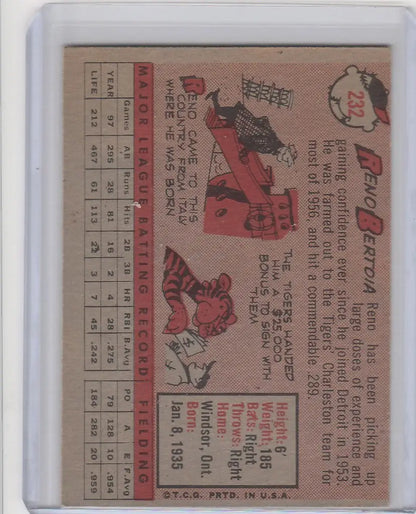 232
RENO BERTOIA
Reno has been picking up
large doses of experience and
gaining confidence ever since he joined Detroit in 1953.
He was farmed out to the Tigers' Charleston team for
most of 1956, and hit a commendable 289.
RENO CAME TO THIS
COUNTRY FROM ITALY
WHERE HE WAS BORN
THE TIGERS HANDED
HIM A $25,000
BONUS TO SIGN WITH
THEM
Height: 6'
Weight: 185
Bats: Right
Throws: Right
Home:
Windsor, Ont.
Born:
Jan. 8, 1935
MAJOR LEAGUE BATTING RECORD FIELDING
Games AB Runs Hits 2B 3B HR RBI B.Avg PO A E F.Avg
YEAR 97 295 28 81 16 2 4 28 .275 79 128 10 .954
LIFE 212 467 61 113 23 3 7 45 .242 184 282 20 .959
© T.C.G. PRTD. IN U.S.A.